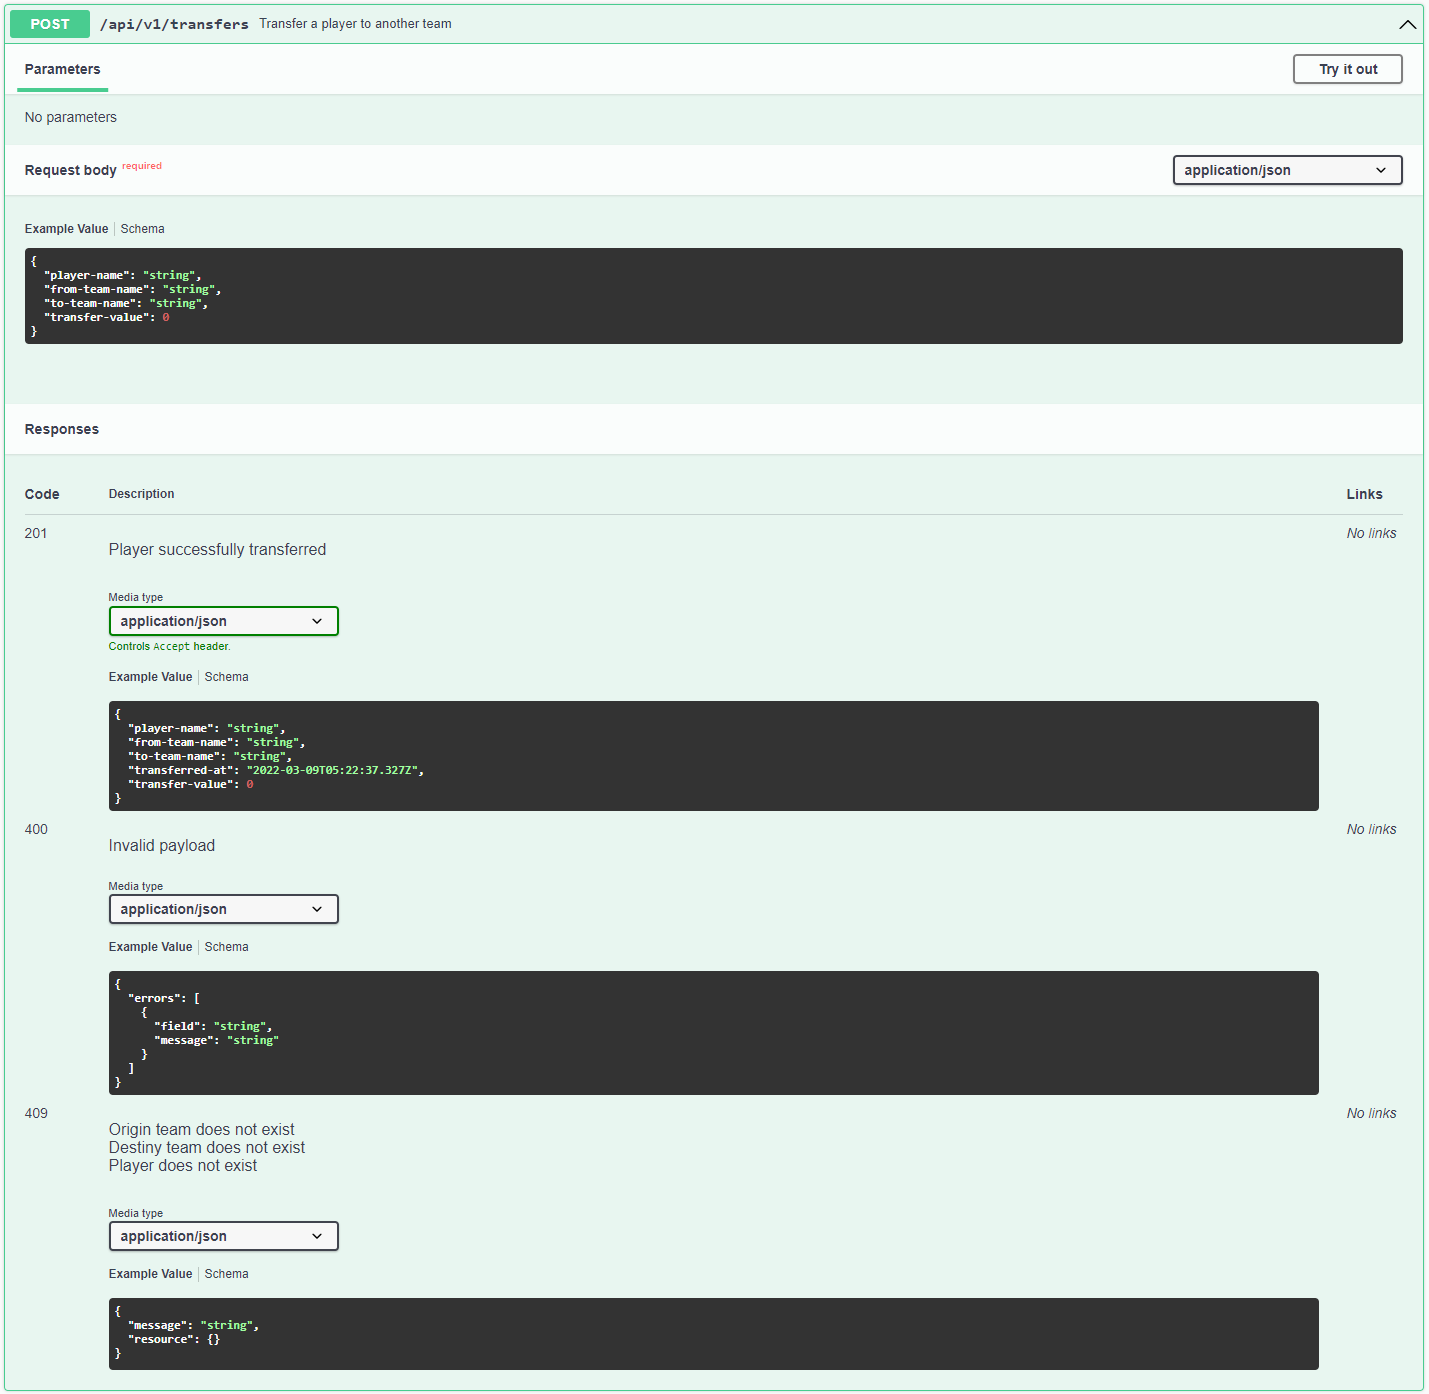 POST /api/v1/transfers Transfer a player to another team
Parameters Try it out
No parameters
Request body required application/json
Example Value Schema
{
  "player-name": "string",
  "from-team-name": "string",
  "to-team-name": "string",
  "transfer-value": 0
}
Responses
Code Description Links
201 No links
Player successfully transferred
Media type
application/json
Controls Accept header.
Example Value Schema
{
  "player-name": "string",
  "from-team-name": "string",
  "to-team-name": "string",
  "transferred-at": "2022-03-09T05:22:37.327Z",
  "transfer-value": 0
}
400 No links
Invalid payload
Media type
application/json
Example Value Schema
{
  "errors": [
    {
      "field": "string",
      "message": "string"
    }
  ]
}
409 No links
Origin team does not exist
Destiny team does not exist
Player does not exist
Media type
application/json
Example Value Schema
{
  "message": "string",
  "resource": {}
}